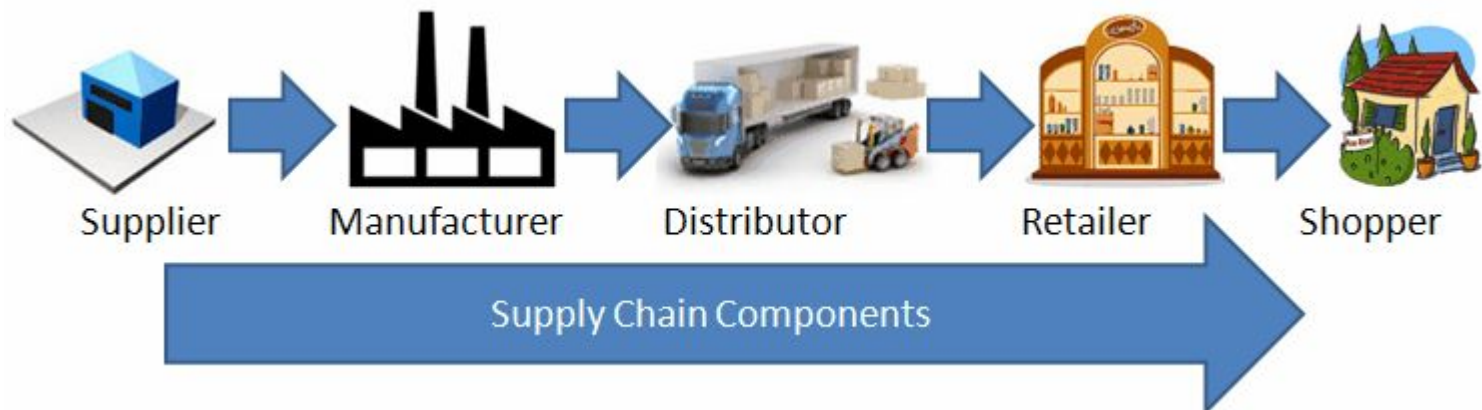 Supplier
Manufacturer
Distributor
Retailer
Shopper
Supply Chain Components